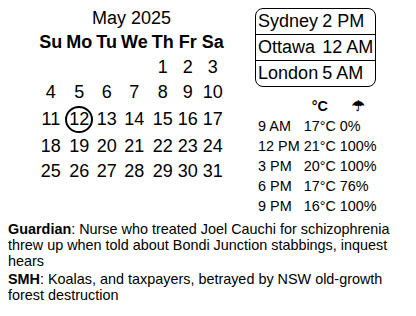 May 2025
Su Mo Tu We Th Fr Sa
1 2 3
4 5 6 7 8 9 10
11 12 13 14 15 16 17
18 19 20 21 22 23 24
25 26 27 28 29 30 31
Sydney 2 PM
Ottawa 12 AM
London 5 AM
°C ☂
9 AM 17°C 0%
12 PM 21°C 100%
3 PM 20°C 100%
6 PM 17°C 76%
9 PM 16°C 100%
Guardian: Nurse who treated Joel Cauchi for schizophrenia
threw up when told about Bondi Junction stabbings, inquest
hears
SMH: Koalas, and taxpayers, betrayed by NSW old-growth
forest destruction